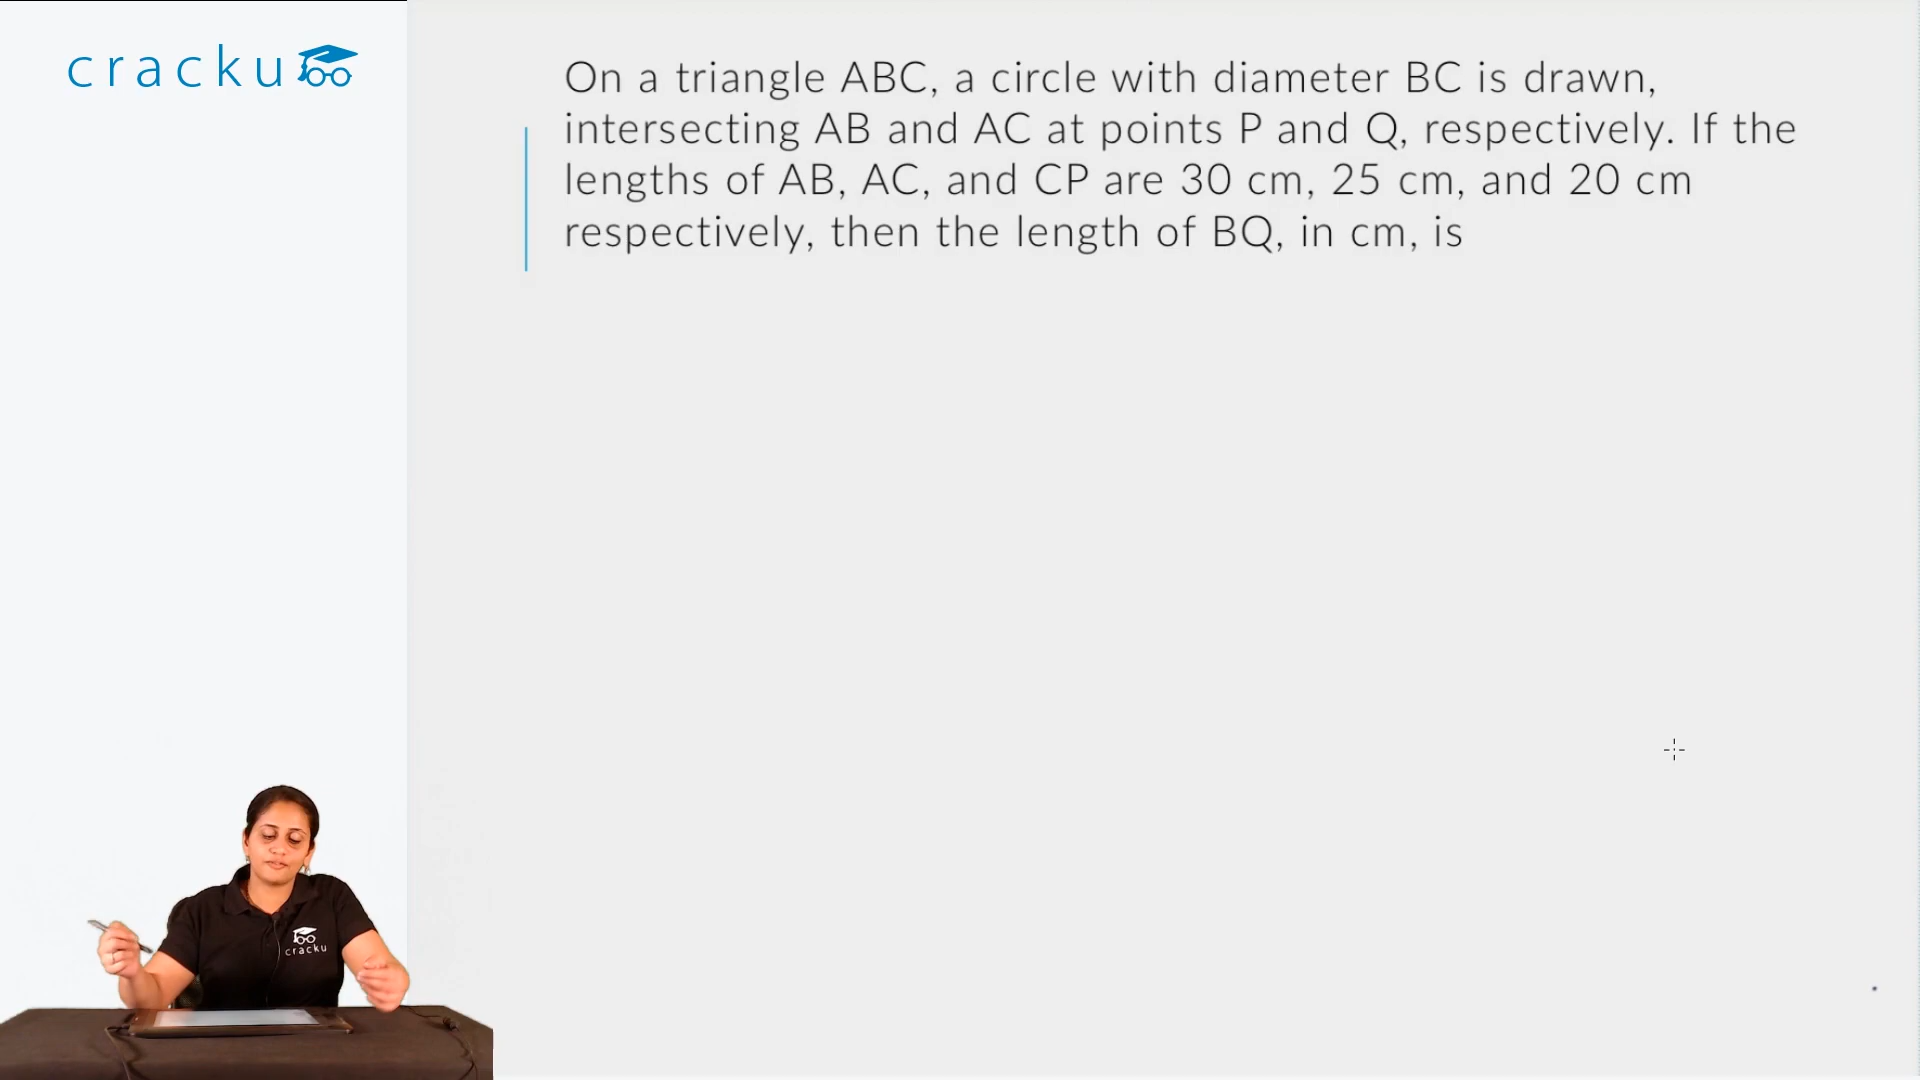 cracku
On a triangle ABC, a circle with diameter BC is drawn,
intersecting AB and AC at points P and Q, respectively. If the
lengths of AB, AC, and CP are 30 cm, 25 cm, and 20 cm
respectively, then the length of BQ, in cm, is
cracku